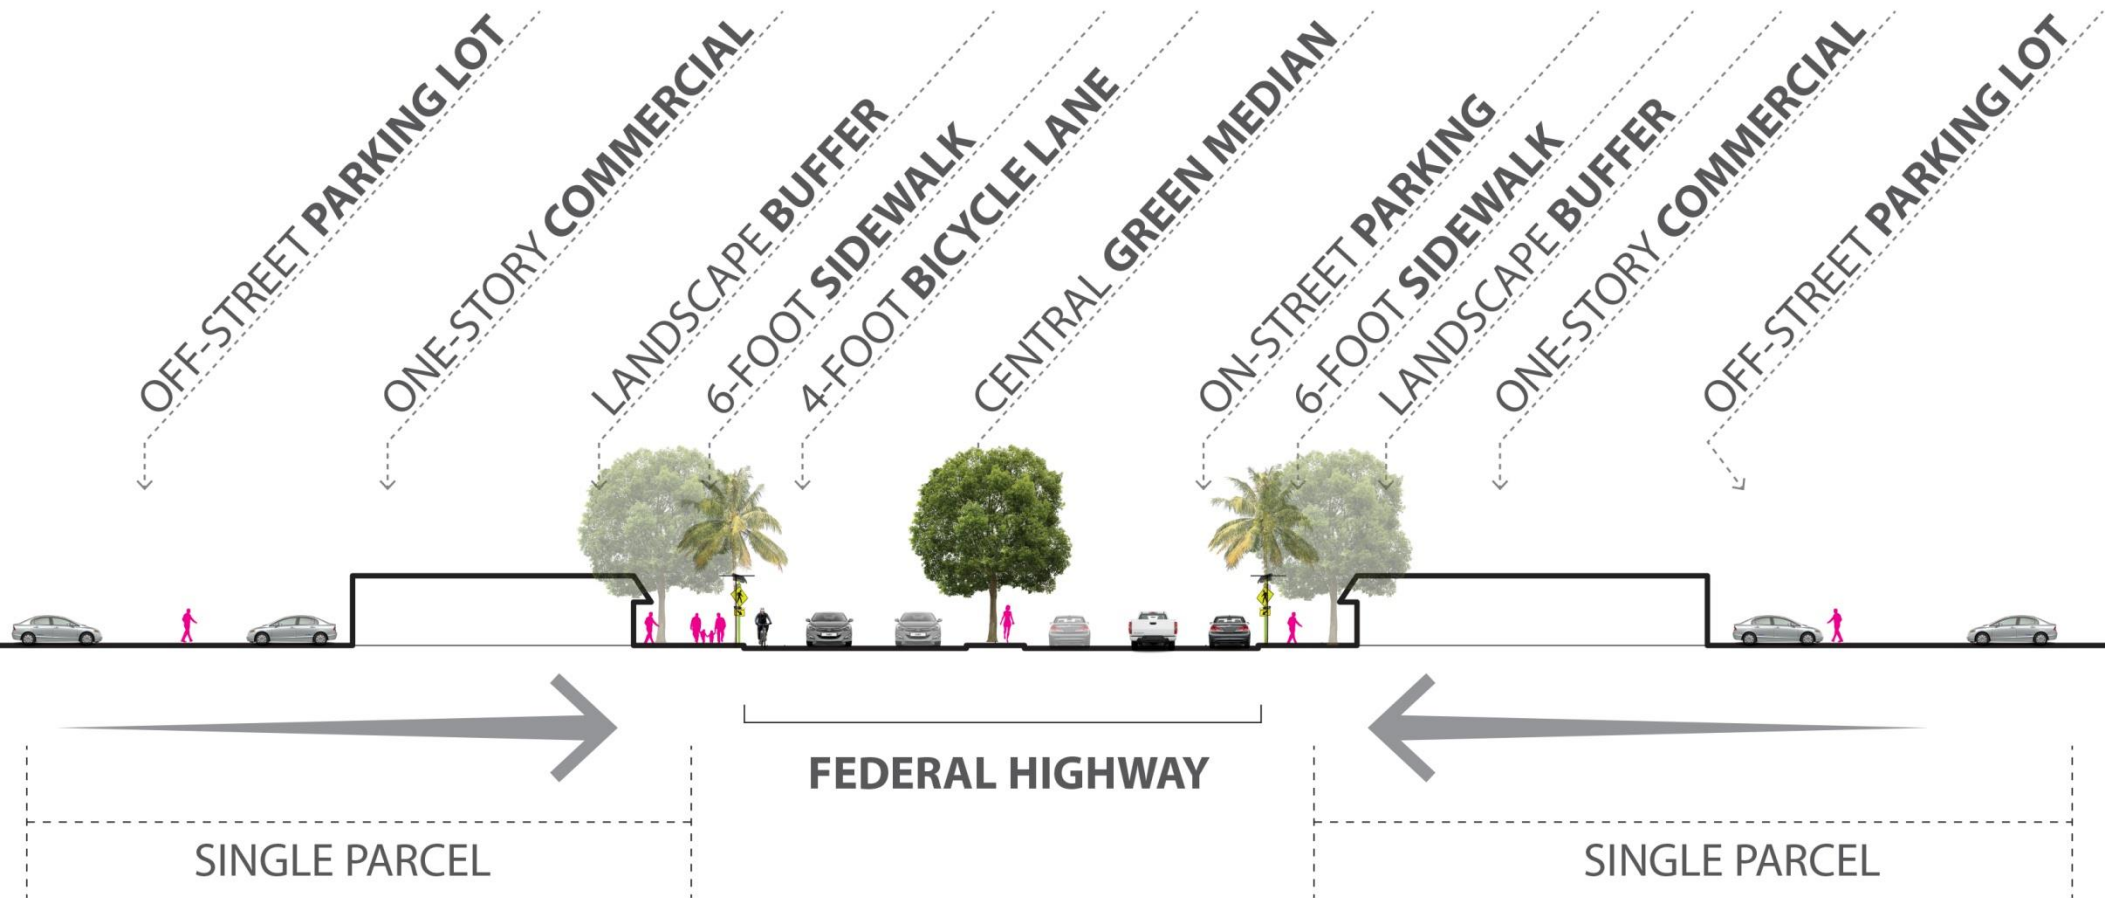 OFF-STREET PARKING LOT
ONE-STORY COMMERCIAL
LANDSCAPE BUFFER
6-FOOT SIDEWALK
4-FOOT BICYCLE LANE
CENTRAL GREEN MEDIAN
ON-STREET PARKING
6-FOOT SIDEWALK
LANDSCAPE BUFFER
ONE-STORY COMMERCIAL
OFF-STREET PARKING LOT
FEDERAL HIGHWAY
SINGLE PARCEL
SINGLE PARCEL